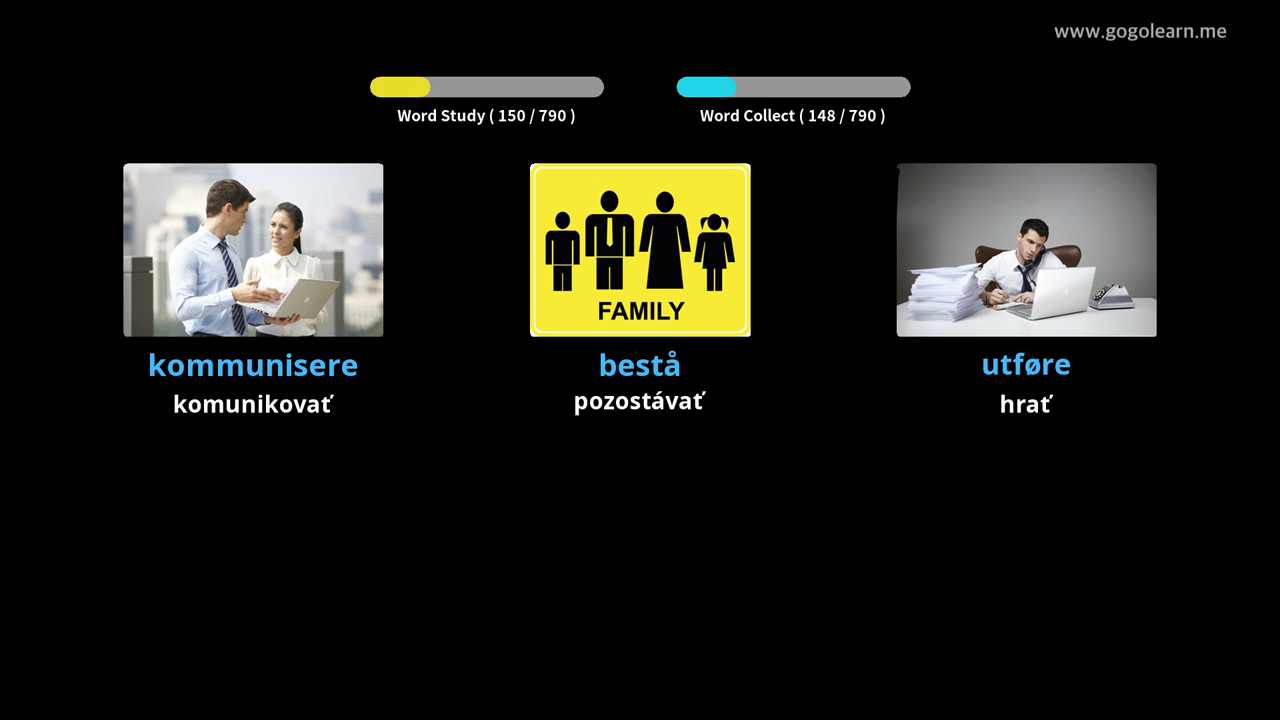 www.gogolearn.me
Word Study ( 150 / 790 )
Word Collect ( 148 / 790 )
FAMILY
kommunisere
bestå
utføre
komunikovať
pozostávať
hrať